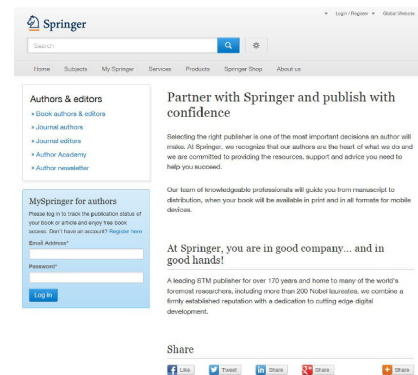 Login / Register
Global Website
Springer
Search
Home Subjects My Springer Services Products Springer Shop About us
Authors & editors
» Book authors & editors
» Journal authors
» Journal editors
» Author Academy
» Author newsletter
MySpringer for authors
Please log in to track the publication status of
your book or article and enjoy free book
access. Don't have an account? Register here
Email Address*
Password*
Log in
Partner with Springer and publish with
confidence
Selecting the right publisher is one of the most important decisions an author will
make. At Springer, we recognize that our authors are the heart of what we do and
we are committed to providing the resources, support and advice you need to
help you succeed.
Our team of knowledgeable professionals will guide you from manuscript to
distribution, when your book will be available in print and in all formats for mobile
devices.
At Springer, you are in good company... and in
good hands!
A leading STM publisher for over 170 years and home to many of the world's
foremost researchers, including more than 200 Nobel laureates, we combine a
firmly established reputation with a dedication to cutting edge digital
development.
Share
Like Tweet Share Share Share